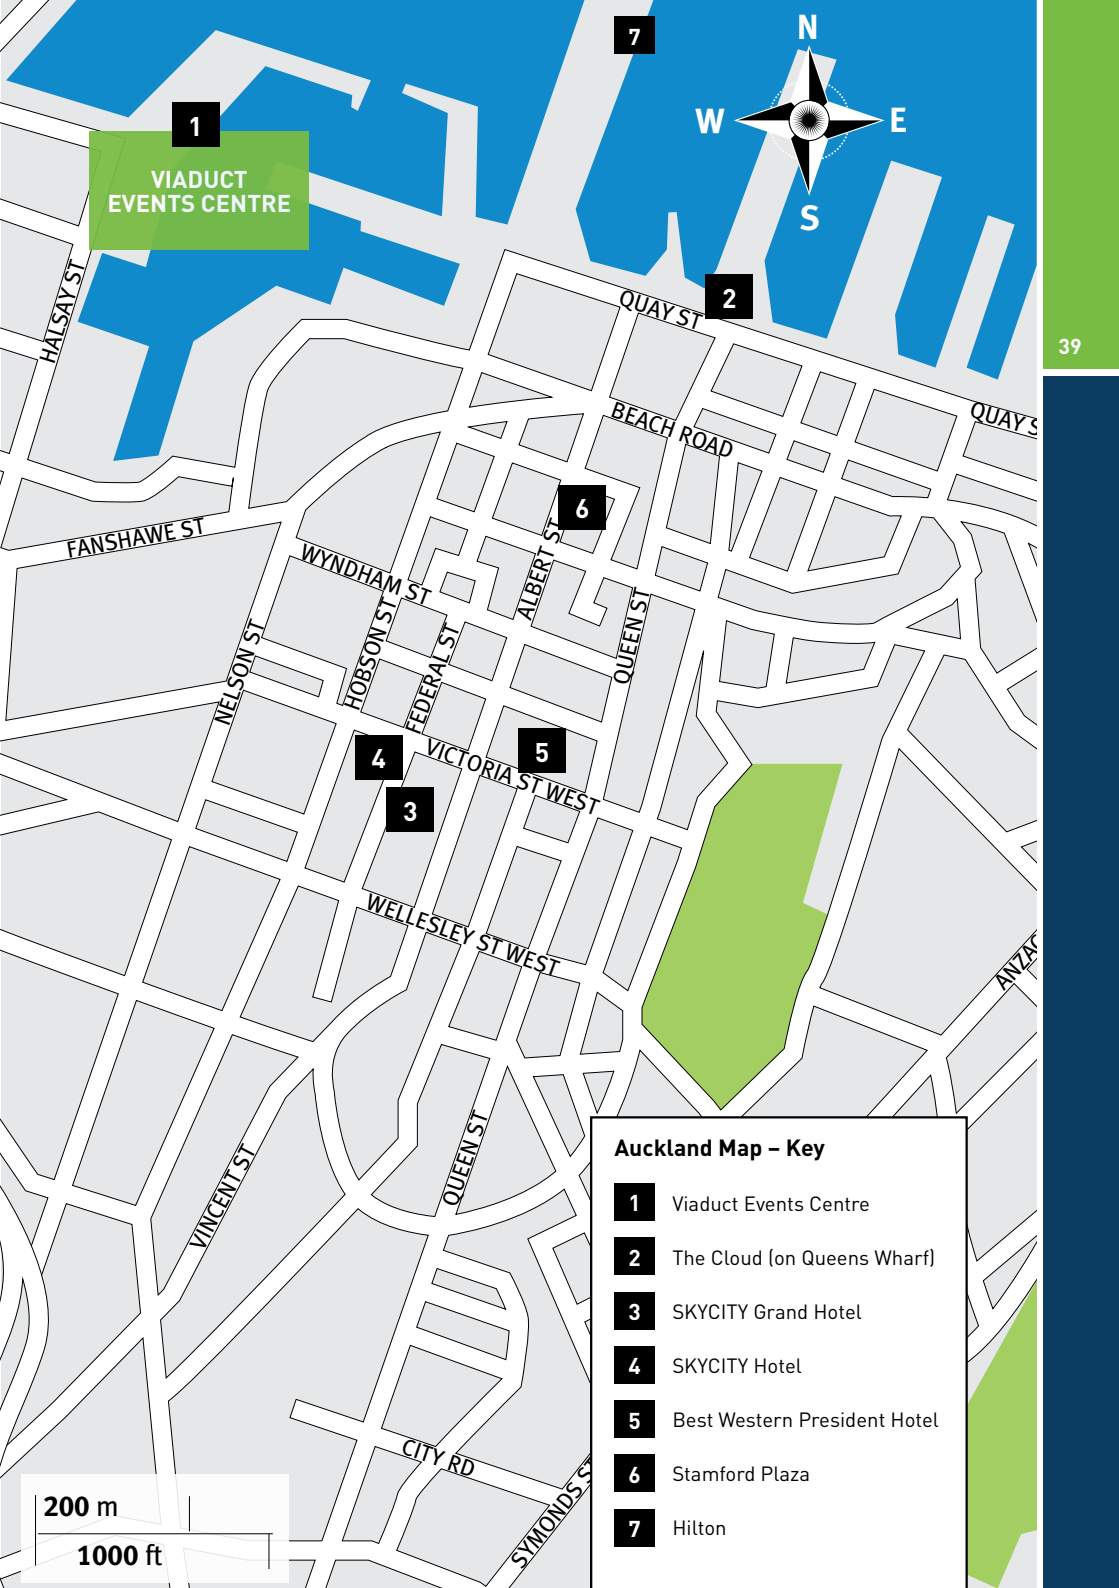 7
N
W
E
S
1
VIADUCT
EVENTS CENTRE
2
QUAY ST
HALSAY ST
39
QUAY S
BEACH ROAD
6
FANSHAWE ST
WYNDHAM ST
ALBERT ST
HOBSON ST
QUEEN ST
NELSON ST
FEDERAL ST
4
5
VICTORIA ST WEST
3
WELLESLEY ST WEST
ANZAC
QUEEN ST
VINCENT ST
CITY RD
SYMONDS ST
200 m
1000 ft
Auckland Map – Key
1 Viaduct Events Centre
2 The Cloud (on Queens Wharf)
3 SKYCITY Grand Hotel
4 SKYCITY Hotel
5 Best Western President Hotel
6 Stamford Plaza
7 Hilton